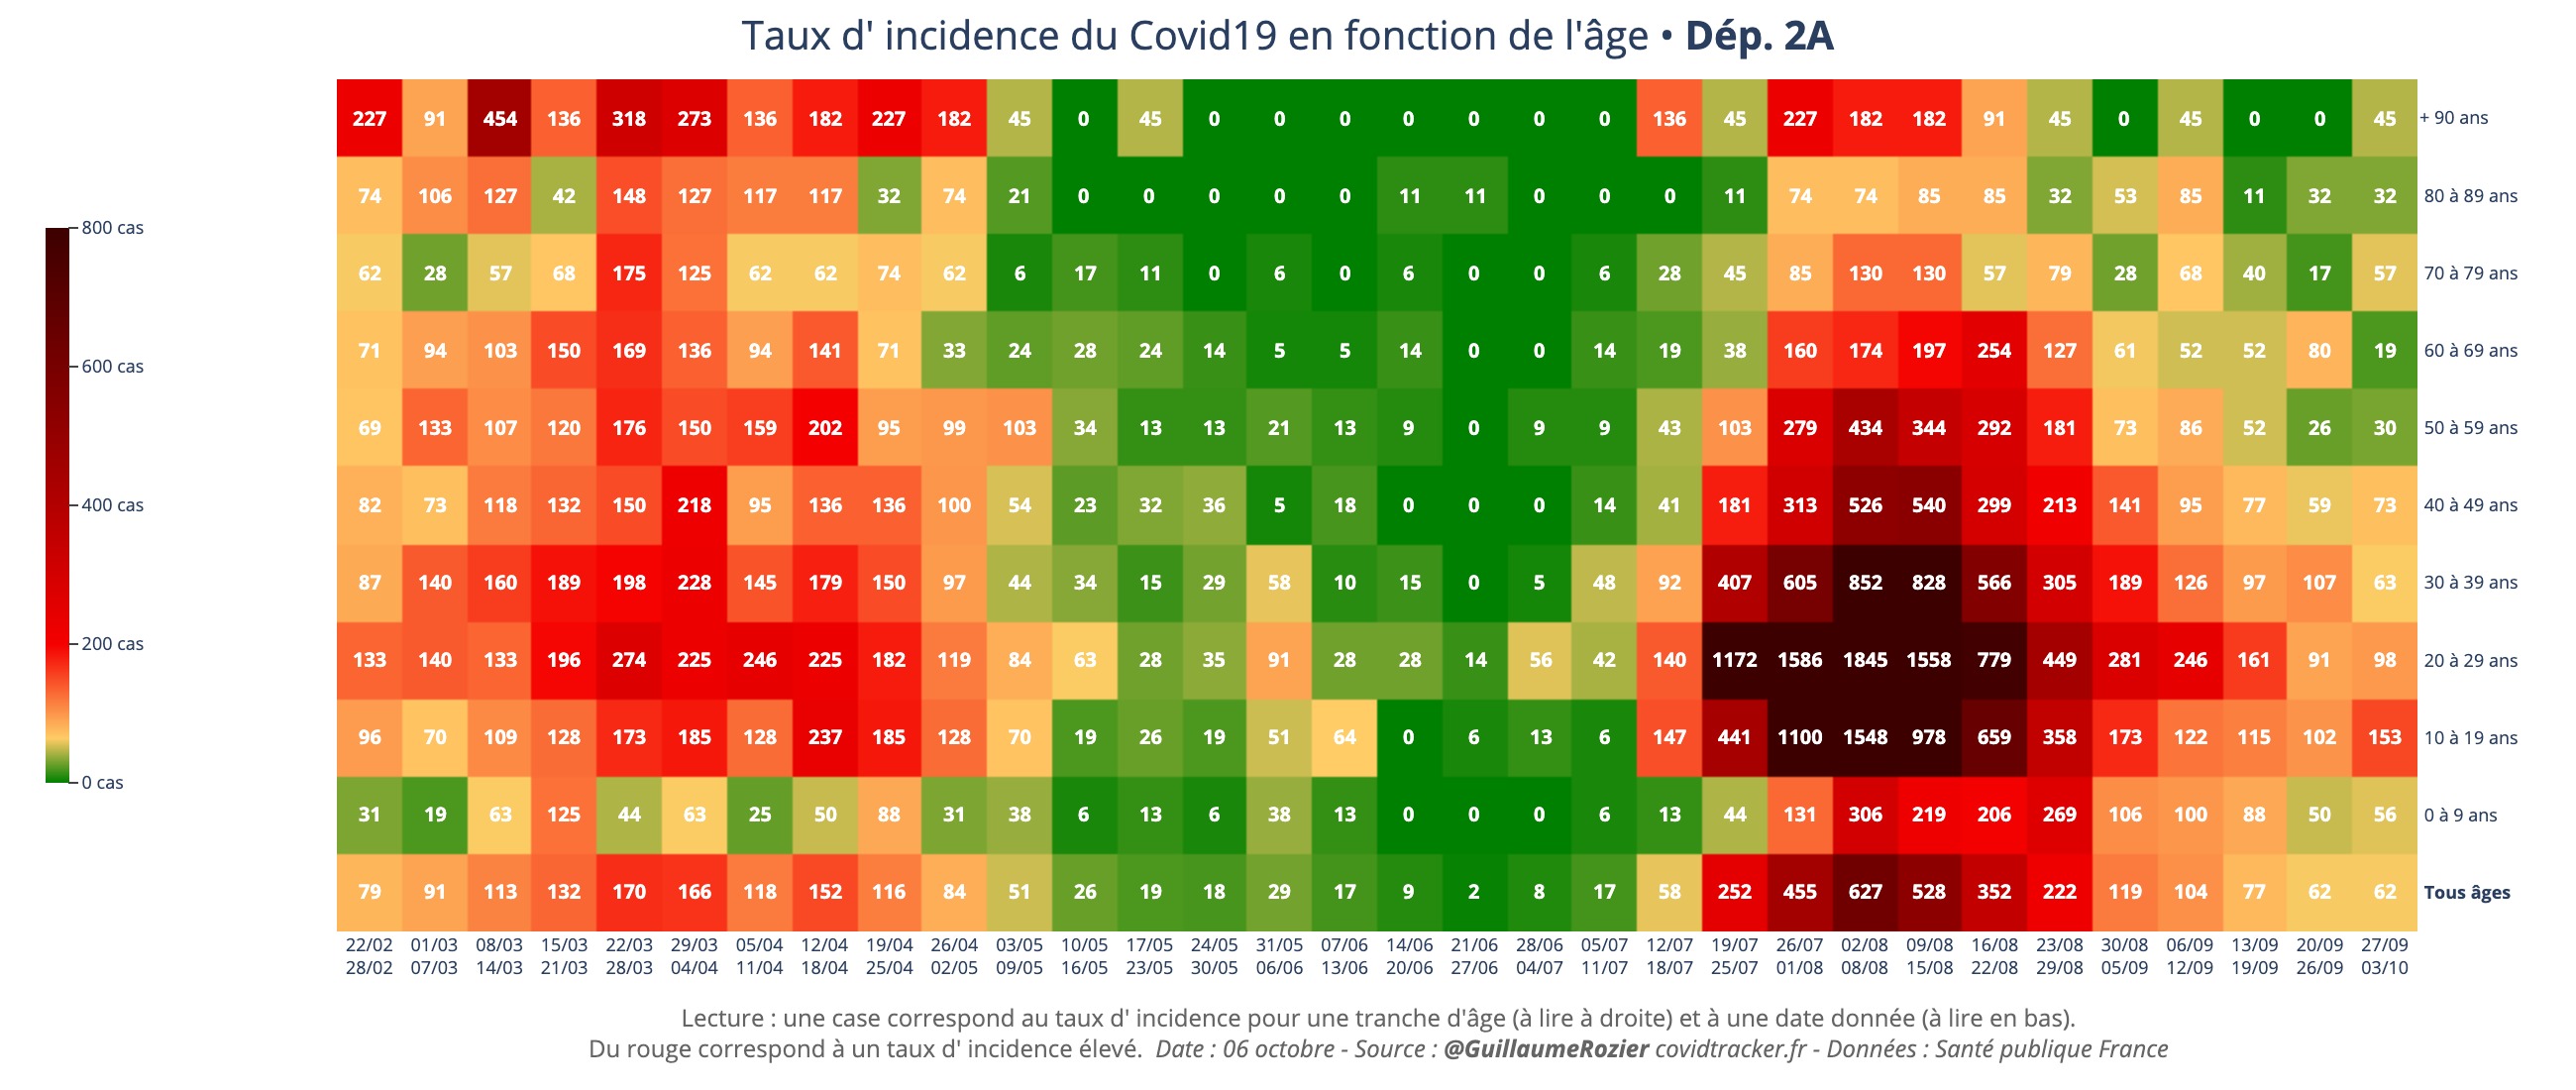 Taux d' incidence du Covid19 en fonction de l'âge • Dép. 2A
800 cas
600 cas
400 cas
200 cas
0 cas
227 91 454 136 318 273 136 182 227 182 45 0 45 0 0 0 0 0 0 0 136 45 227 182 182 91 45 0 45 0 0 45 + 90 ans
74 106 127 42 148 127 117 117 32 74 21 0 0 0 0 0 11 11 0 0 0 11 74 74 85 85 32 53 85 11 32 32 80 à 89 ans
62 28 57 68 175 125 62 62 74 62 6 17 11 0 6 0 6 0 0 6 28 45 85 130 130 57 79 28 68 40 17 57 70 à 79 ans
71 94 103 150 169 136 94 141 71 33 24 28 24 14 5 5 14 0 0 14 19 38 160 174 197 254 127 61 52 52 80 19 60 à 69 ans
69 133 107 120 176 150 159 202 95 99 103 34 13 13 21 13 9 0 9 9 43 103 279 434 344 292 181 73 86 52 26 30 50 à 59 ans
82 73 118 132 150 218 95 136 136 100 54 23 32 36 5 18 0 0 0 14 41 181 313 526 540 299 213 141 95 77 59 73 40 à 49 ans
87 140 160 189 198 228 145 179 150 97 44 34 15 29 58 10 15 0 5 48 92 407 605 852 828 566 305 189 126 97 107 63 30 à 39 ans
133 140 133 196 274 225 246 225 182 119 84 63 28 35 91 28 28 14 56 42 140 1172 1586 1845 1558 779 449 281 246 161 91 98 20 à 29 ans
96 70 109 128 173 185 128 237 185 128 70 19 26 19 51 64 0 6 13 6 147 441 1100 1548 978 659 358 173 122 115 102 153 10 à 19 ans
31 19 63 125 44 63 25 50 88 31 38 6 13 6 38 13 0 0 0 6 13 44 131 306 219 206 269 106 100 88 50 56 0 à 9 ans
79 91 113 132 170 166 118 152 116 84 51 26 19 18 29 17 9 2 8 17 58 252 455 627 528 352 222 119 104 77 62 62 Tous âges
22/02 01/03 08/03 15/03 22/03 29/03 05/04 12/04 19/04 26/04 03/05 10/05 17/05 24/05 31/05 07/06 14/06 21/06 28/06 05/07 12/07 19/07 26/07 02/08 09/08 16/08 23/08 30/08 06/09 13/09 20/09 27/09
28/02 07/03 14/03 21/03 28/03 04/04 11/04 18/04 25/04 02/05 09/05 16/05 23/05 30/05 06/06 13/06 20/06 27/06 04/07 11/07 18/07 25/07 01/08 08/08 15/08 22/08 29/08 05/09 12/09 19/09 26/09 03/10
Lecture : une case correspond au taux d' incidence pour une tranche d'âge (à lire à droite) et à une date donnée (à lire en bas).
Du rouge correspond à un taux d' incidence élevé. Date : 06 octobre - Source : @GuillaumeRozier covidtracker.fr - Données : Santé publique France